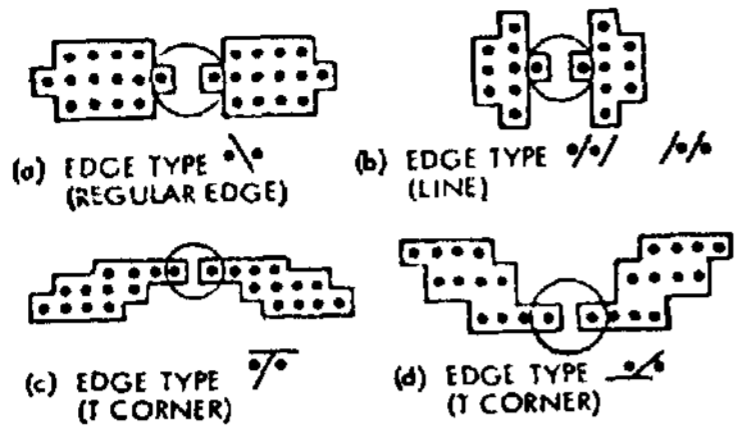 (a) EDGE TYPE
(REGULAR EDGE)
(b) EDGE TYPE
(LINE)
(c) EDGE TYPE
(T CORNER)
(d) EDGE TYPE
(T CORNER)